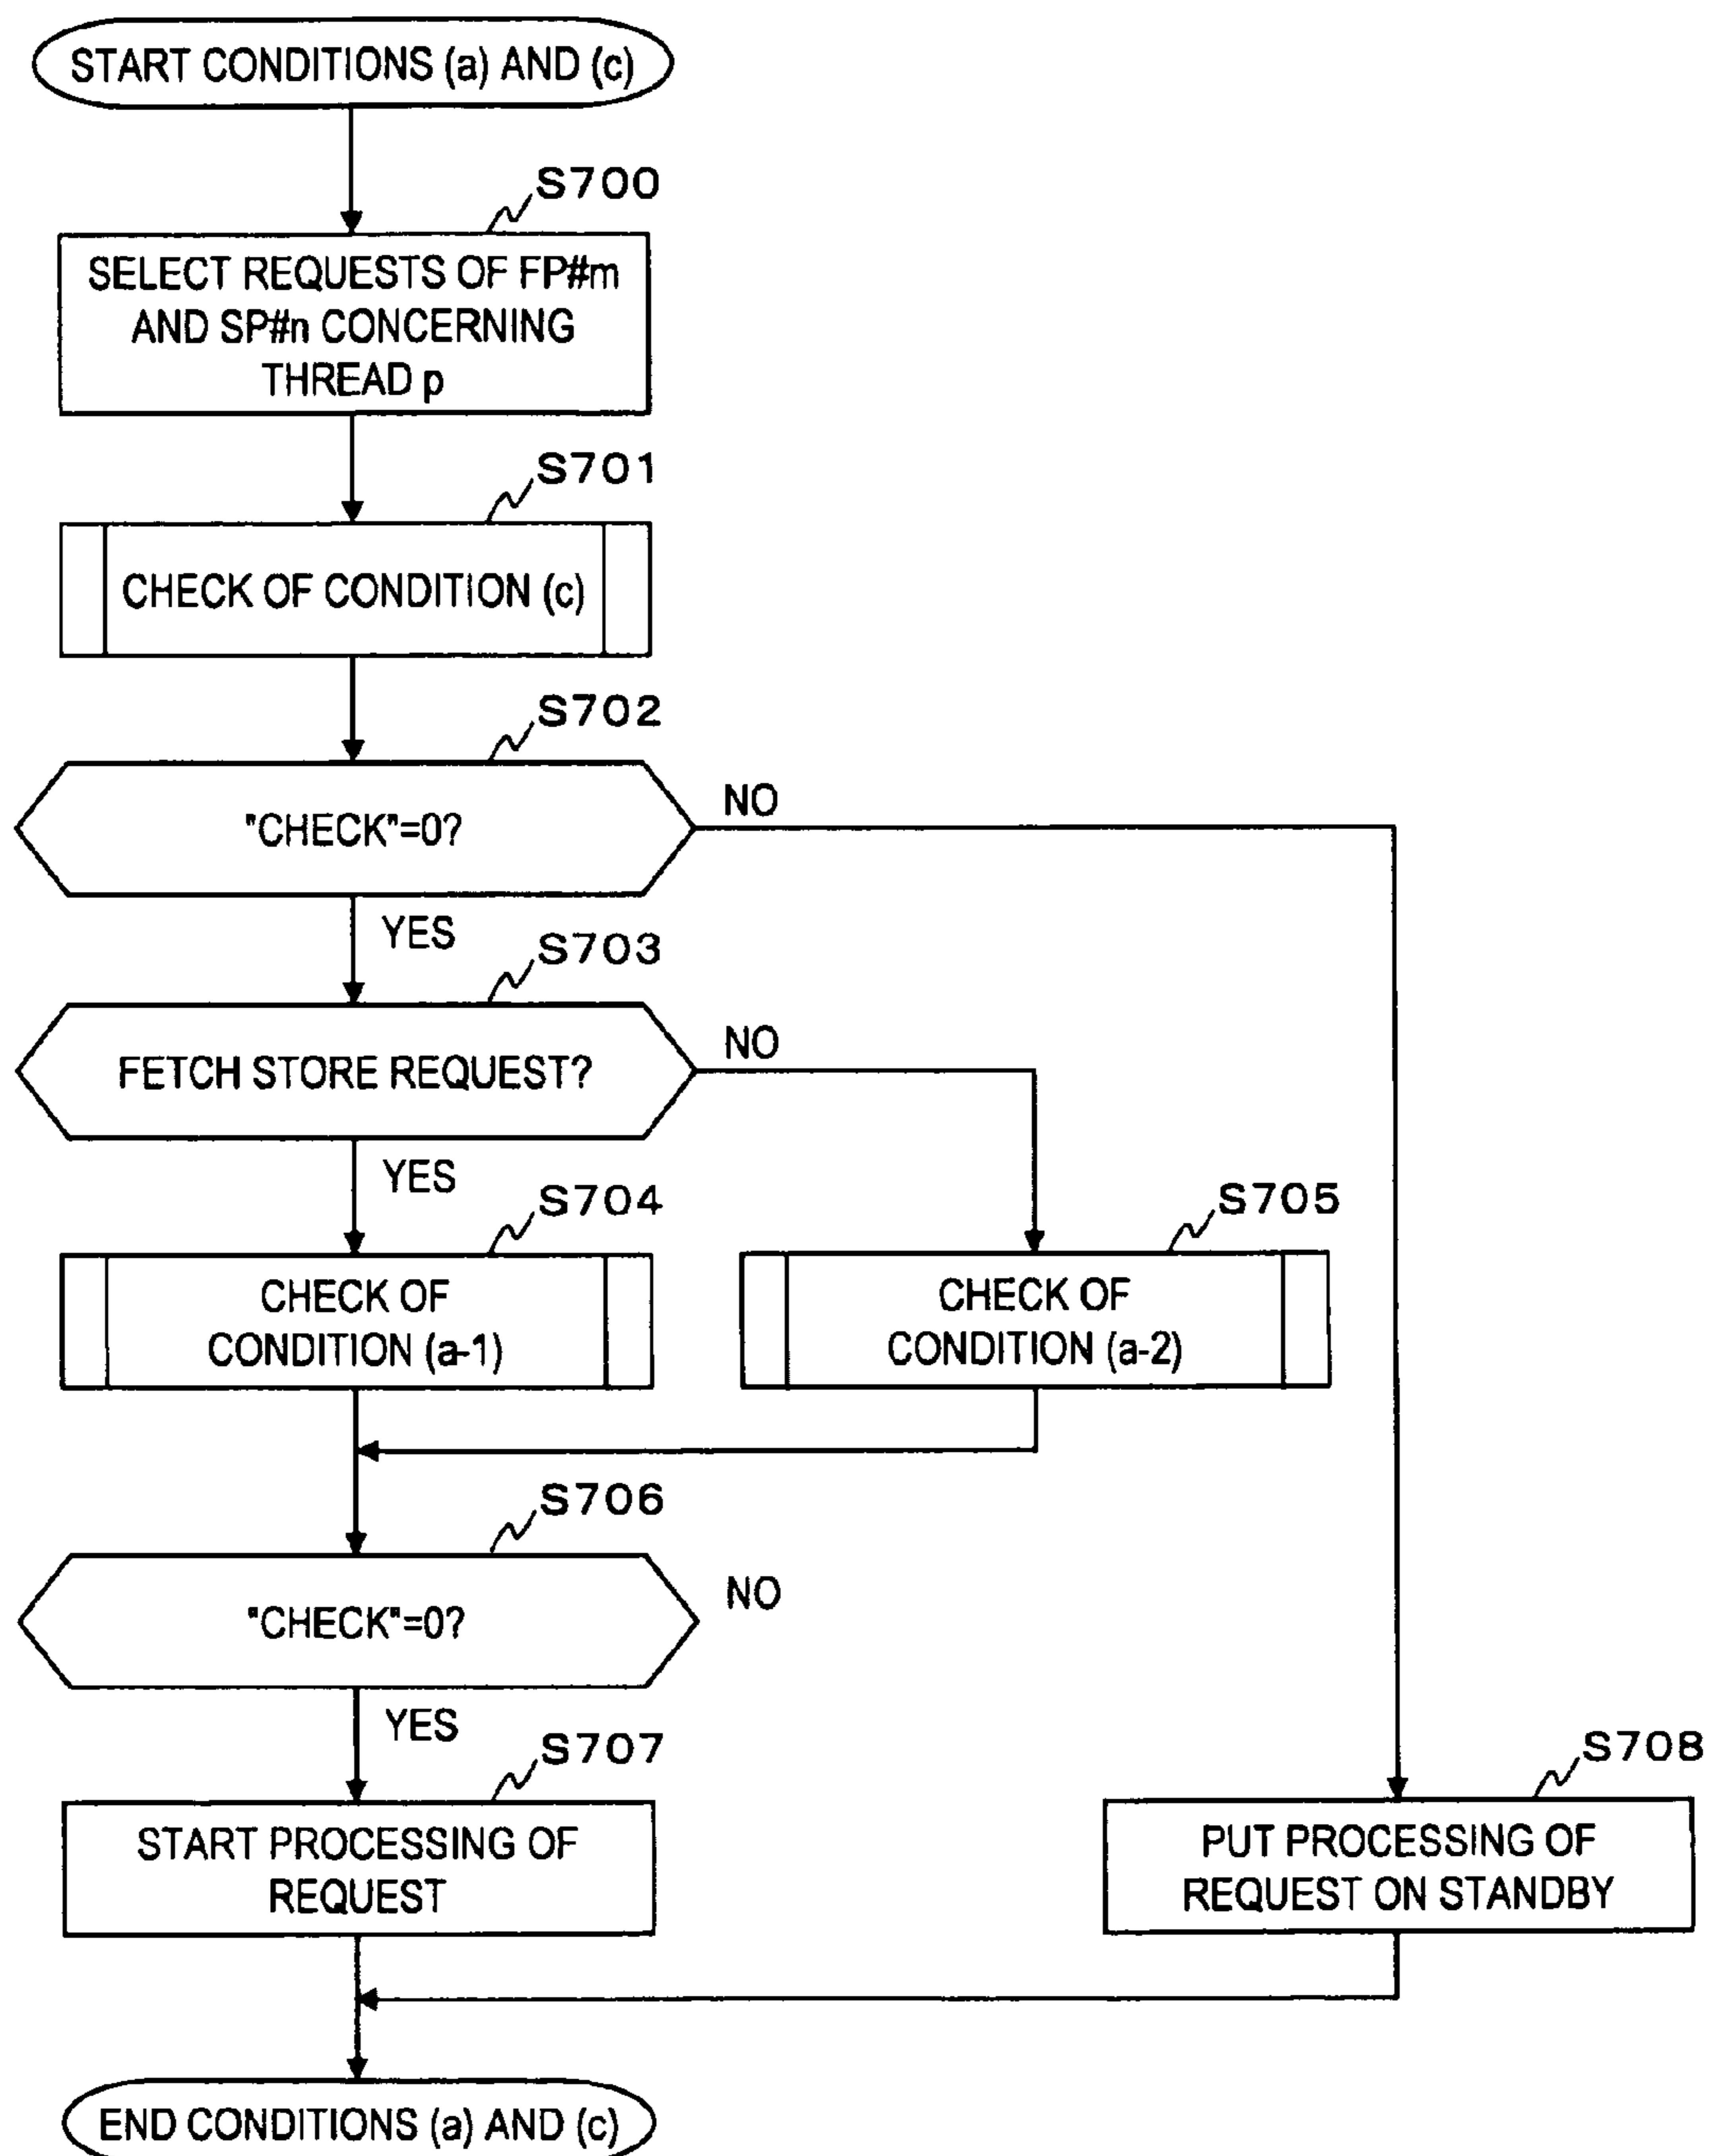 START CONDITIONS (a) AND (c)
S700
SELECT REQUESTS OF FP#m
AND SP#n CONCERNING
THREAD p
S701
CHECK OF CONDITION (c)
S702
"CHECK"=0?
NO
YES
S703
FETCH STORE REQUEST?
NO
YES
S704
CHECK OF
CONDITION (a-1)
S705
CHECK OF
CONDITION (a-2)
S706
"CHECK"=0?
NO
YES
S707
START PROCESSING OF
REQUEST
S708
PUT PROCESSING OF
REQUEST ON STANDBY
END CONDITIONS (a) AND (c)